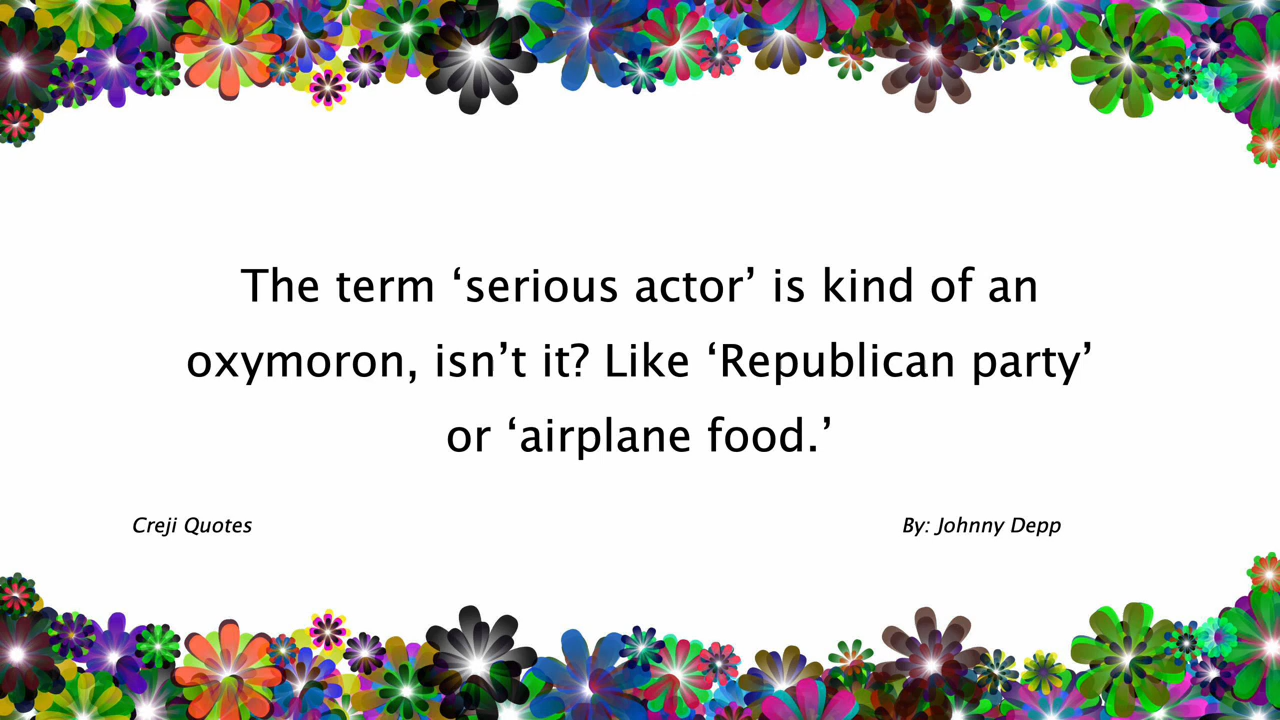 The term ‘serious actor’ is kind of an
oxymoron, isn’t it? Like ‘Republican party’
or ‘airplane food.’
Creji Quotes
By: Johnny Depp